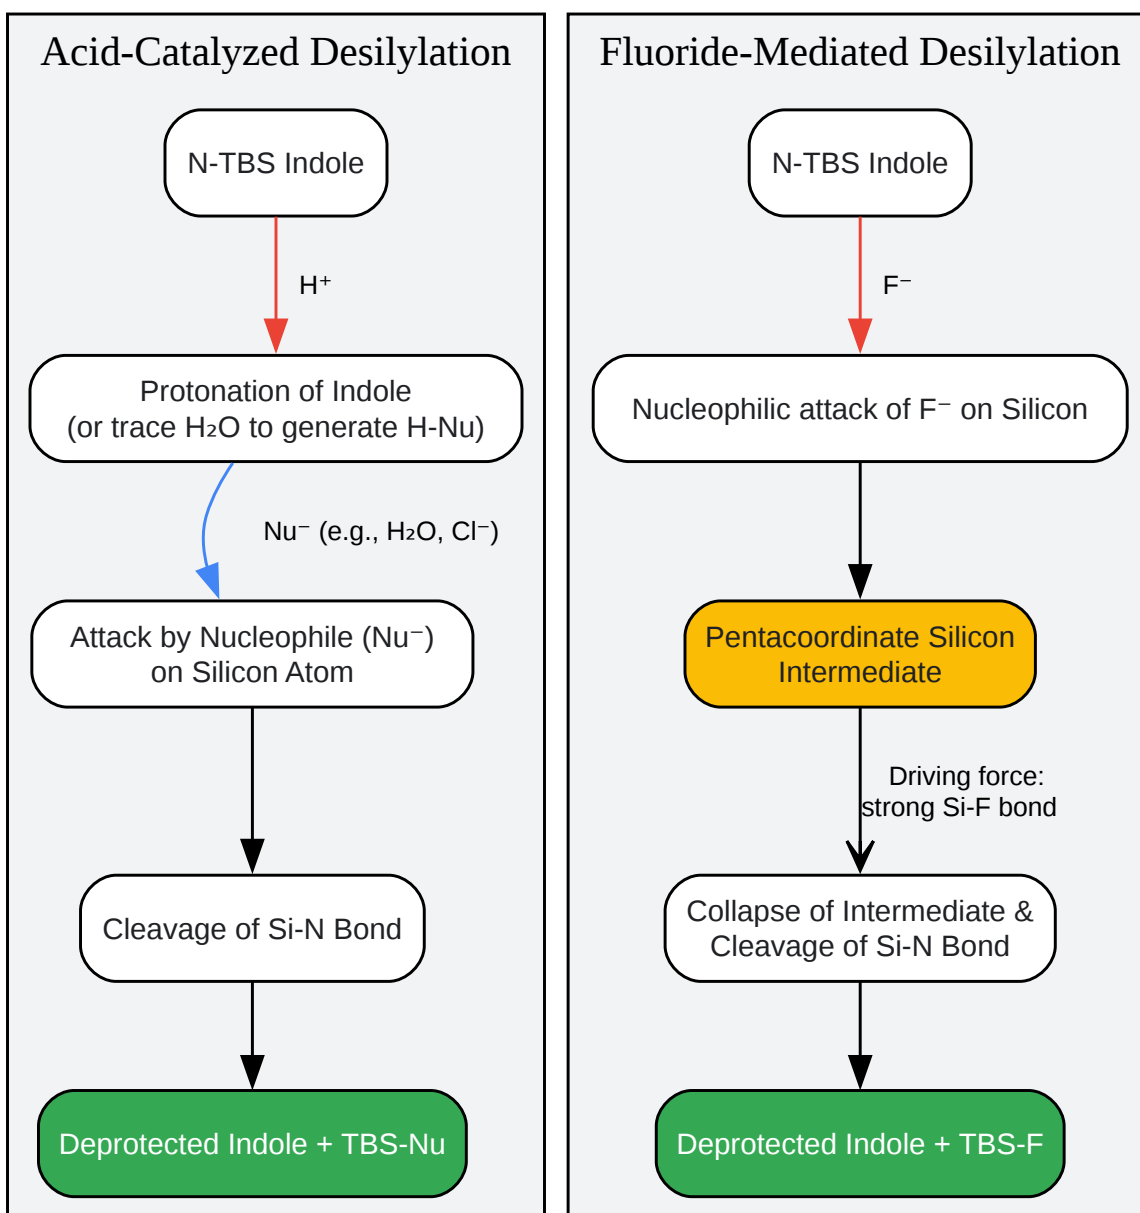 Acid-Catalyzed Desilylation
N-TBS Indole
H⁺
Protonation of Indole
(or trace H₂O to generate H-Nu)
Nu⁻ (e.g., H₂O, Cl⁻)
Attack by Nucleophile (Nu⁻)
on Silicon Atom
Cleavage of Si-N Bond
Deprotected Indole + TBS-Nu
Fluoride-Mediated Desilylation
N-TBS Indole
F⁻
Nucleophilic attack of F⁻ on Silicon
Pentacoordinate Silicon
Intermediate
Driving force:
strong Si-F bond
Collapse of Intermediate &
Cleavage of Si-N Bond
Deprotected Indole + TBS-F